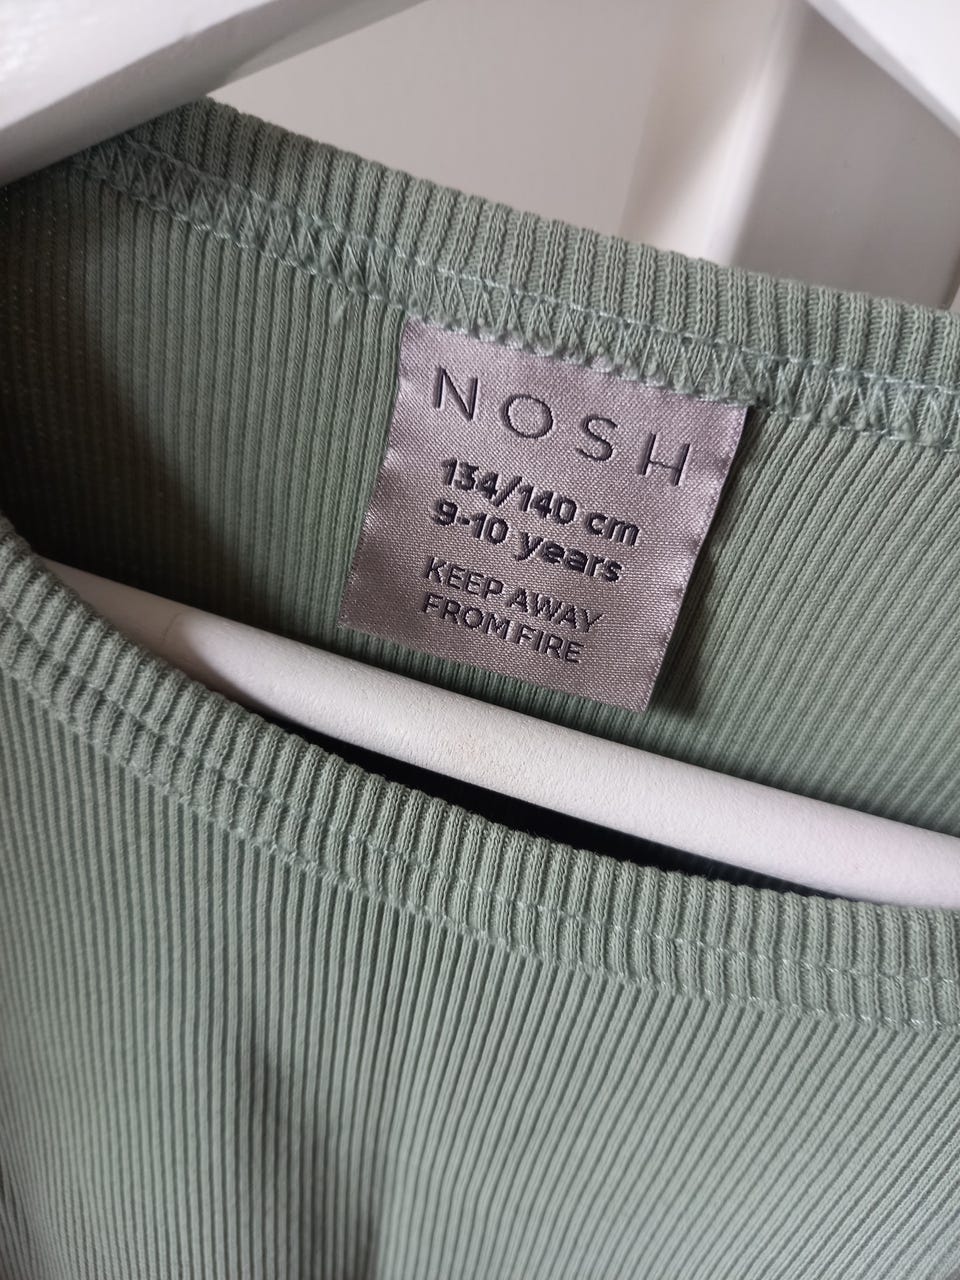 NOSH
134/140 cm
9-10 years
KEEP AWAY
FROM FIRE